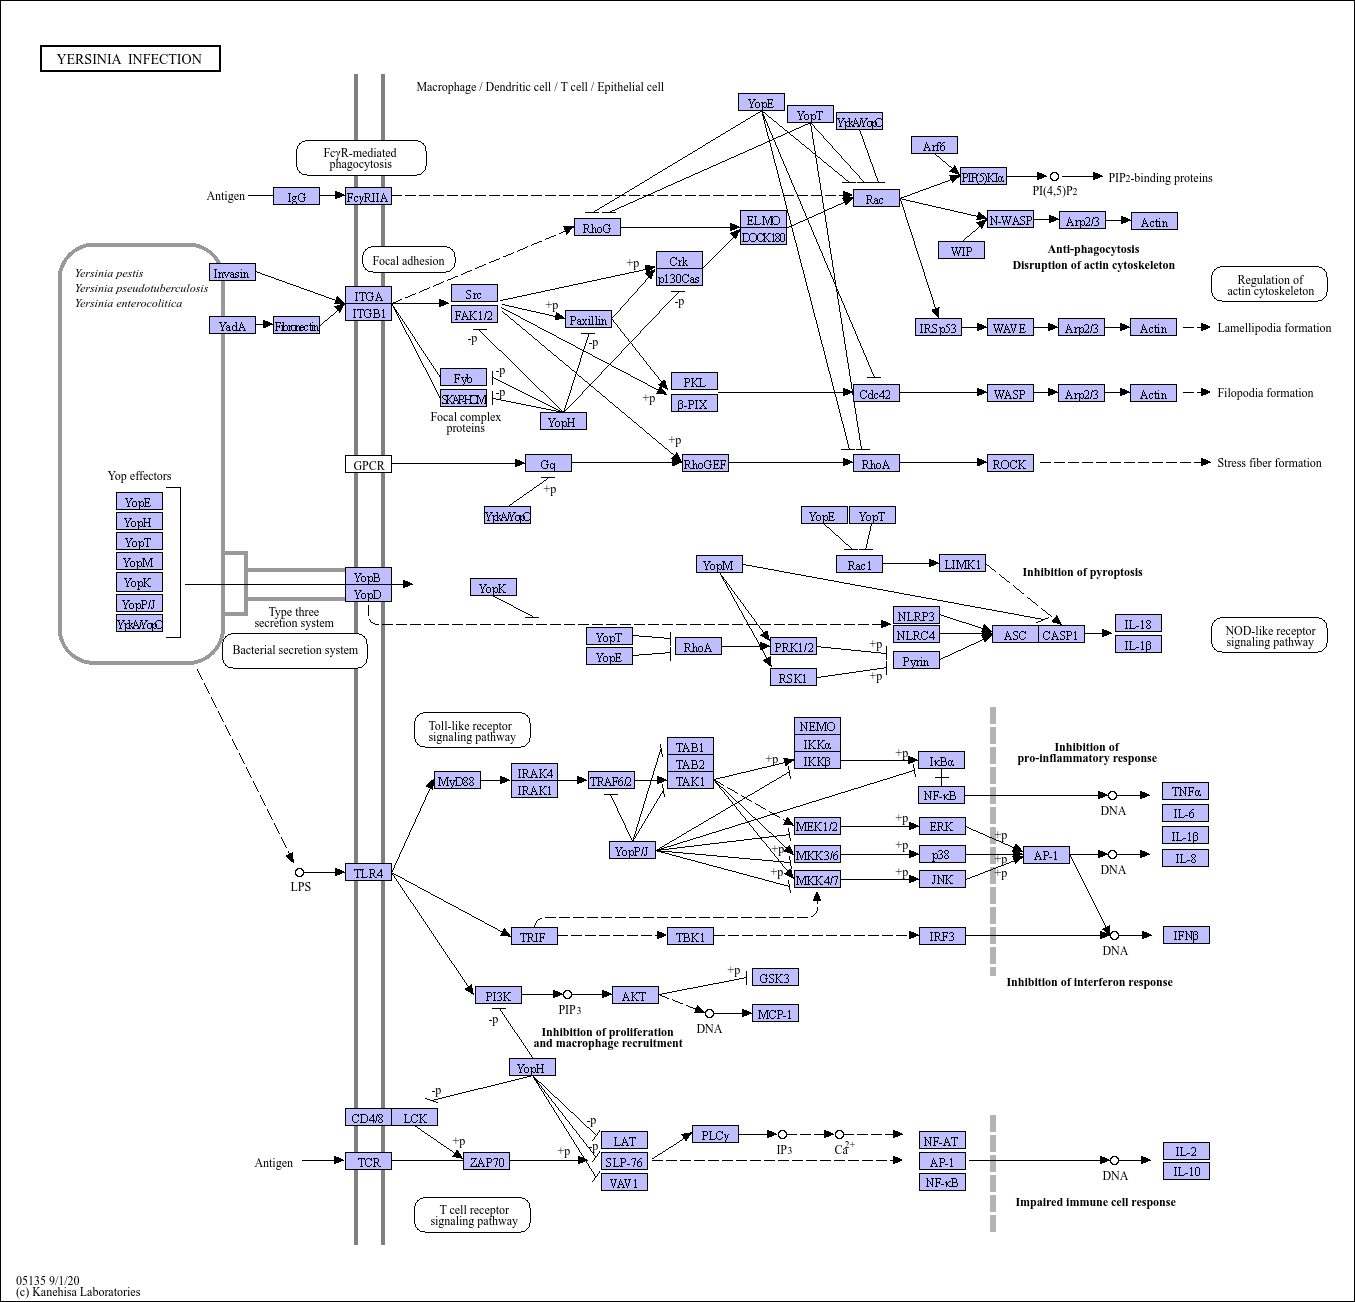 YERSINIA INFECTION
Macrophage / Dendritic cell / T cell / Epithelial cell
YopE
YopT
YpkA/YopO
FcγR-mediated
phagocytosis
Arf6
Antigen
IgG
FcγRIIA
Rac
PIP(5)KIα
PI(4,5)P2
PIP2-binding proteins
RhoG
ELMO
DOCK180
N-WASP
Arp2/3
Actin
WIP
Anti-phagocytosis
Disruption of actin cytoskeleton
Focal adhesion
Yersinia pestis
Yersinia pseudotuberculosis
Yersinia enterocolitica
Invasin
YadA
Fibronectin
ITGA
ITGB1
Src
FAK1/2
+p
Crk
p130Cas
-p
+p
Paxillin
-p
-p
Regulation of
actin cytoskeleton
IRSp53
WAVE
Arp2/3
Actin
Lamellipodia formation
Fyb
SKAP-HOM
-p
-p
Focal complex
proteins
YopH
PKL
β-PIX
+p
Cdc42
WASP
Arp2/3
Actin
Filopodia formation
GPCR
Gq
+p
RhoGEF
RhoA
ROCK
Stress fiber formation
YpkA/YopO
+p
Yop effectors
YopE
YopH
YopT
YopM
YopK
YopP/J
YpkA/YopO
YopB
YopD
Type three
secretion system
Bacterial secretion system
YopK
YopE
YopT
Rac1
LIMK1
Inhibition of pyroptosis
YopM
YopT
YopE
RhoA
PRK1/2
RSK1
+p
+p
NLRP3
NLRC4
Pyrin
ASC
CASP1
IL-18
IL-1β
NOD-like receptor
signaling pathway
Toll-like receptor
signaling pathway
MyD88
IRAK4
IRAK1
TRAF6/2
TAB1
TAB2
TAK1
NEMO
IKKα
IKKβ
+p
+p
IκBα
NF-κB
Inhibition of
pro-inflammatory response
DNA
TNFα
IL-6
IL-1β
IL-8
YopP/J
MEK1/2
+p
ERK
+p
+p
MKK3/6
+p
p38
+p
+p
MKK4/7
+p
JNK
+p
AP-1
DNA
LPS
TLR4
TRIF
TBK1
IRF3
DNA
IFNβ
Inhibition of interferon response
PI3K
PIP3
AKT
+p
GSK3
DNA
MCP-1
-p
Inhibition of proliferation
and macrophage recruitment
YopH
-p
CD4/8
LCK
+p
-p
-p
Antigen
TCR
ZAP70
+p
LAT
SLP-76
VAV1
PLCγ
IP3
Ca2+
NF-AT
AP-1
NF-κB
DNA
IL-2
IL-10
Impaired immune cell response
T cell receptor
signaling pathway
05135 9/1/20
(c) Kanehisa Laboratories